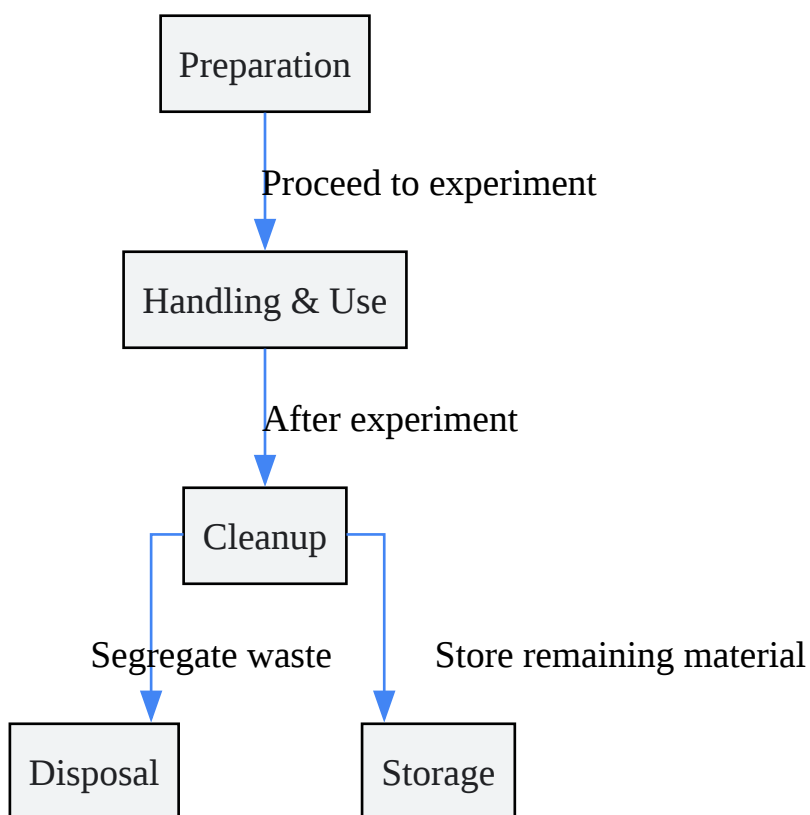 Preparation
Proceed to experiment
Handling & Use
After experiment
Cleanup
Segregate waste
Store remaining material
Disposal
Storage